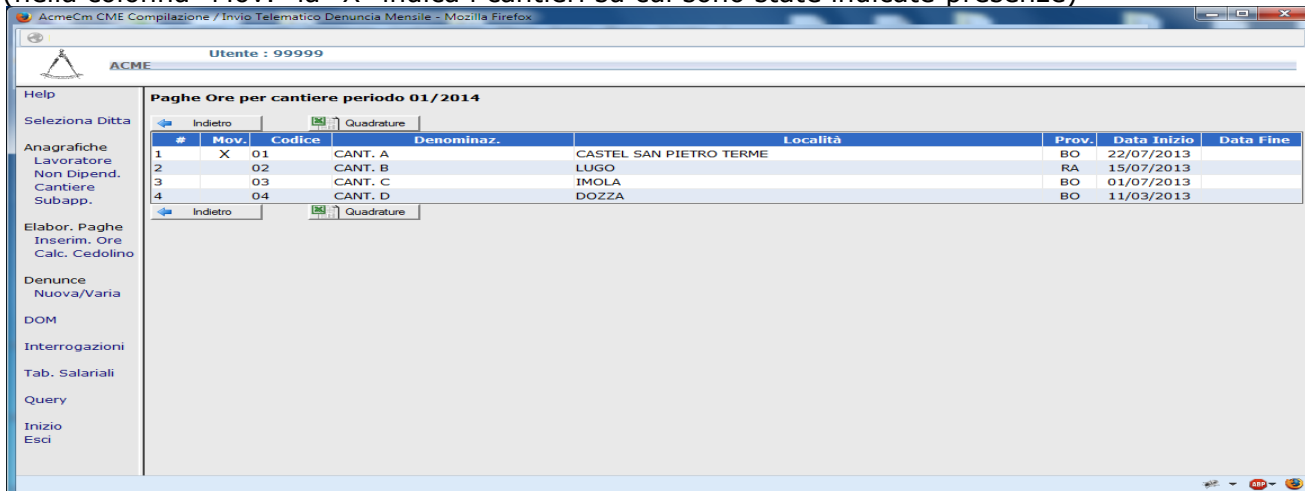 (nella colonna "Mov." la "X" indica i cantieri su cui sono state indicate presenze)
AcmeCm CME Compilazione / Invio Telematico Denuncia Mensile - Mozilla Firefox
Utente : 99999
ACME
Help
Seleziona Ditta
Anagrafiche
Lavoratore
Non Dipend.
Cantiere
Subapp.
Elabor. Paghe
Inserim. Ore
Calc. Cedolino
Denunce
Nuova/Varia
DOM
Interrogazioni
Tab. Salariali
Query
Inizio
Esci
Paghe Ore per cantiere periodo 01/2014
Indietro Quadrature
# Mov. Codice Denominaz. Località Prov. Data Inizio Data Fine
1 X 01 CANT. A CASTEL SAN PIETRO TERME BO 22/07/2013
2 02 CANT. B LUGO RA 15/07/2013
3 03 CANT. C IMOLA BO 01/07/2013
4 04 CANT. D DOZZA BO 11/03/2013
Indietro Quadrature
ABP